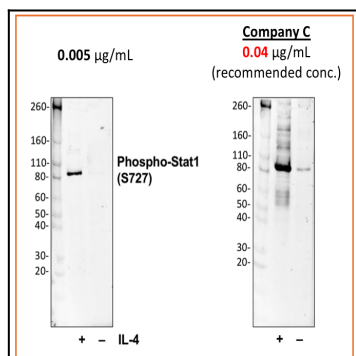 0.005 µg/mL
Company C
0.04 µg/mL
(recommended conc.)
260-
160-
110-
80-
60-
50-
40-
30-
20-
Phospho-Stat1
(S727)
+ – IL-4
260-
160-
110-
80-
60-
50-
40-
30-
20-
+ –